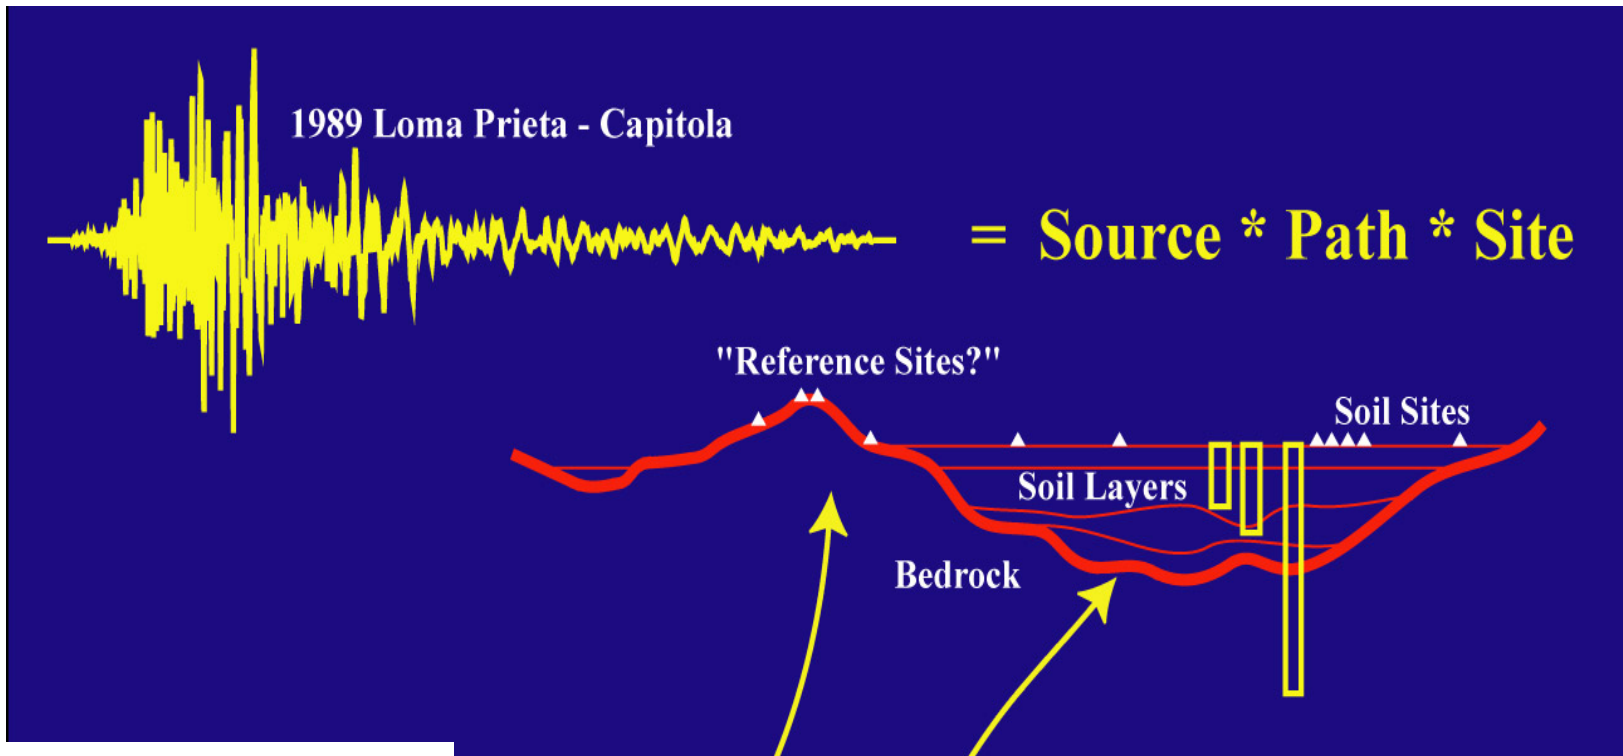 1989 Loma Prieta - Capitola
= Source * Path * Site
"Reference Sites?"
Soil Sites
Soil Layers
Bedrock